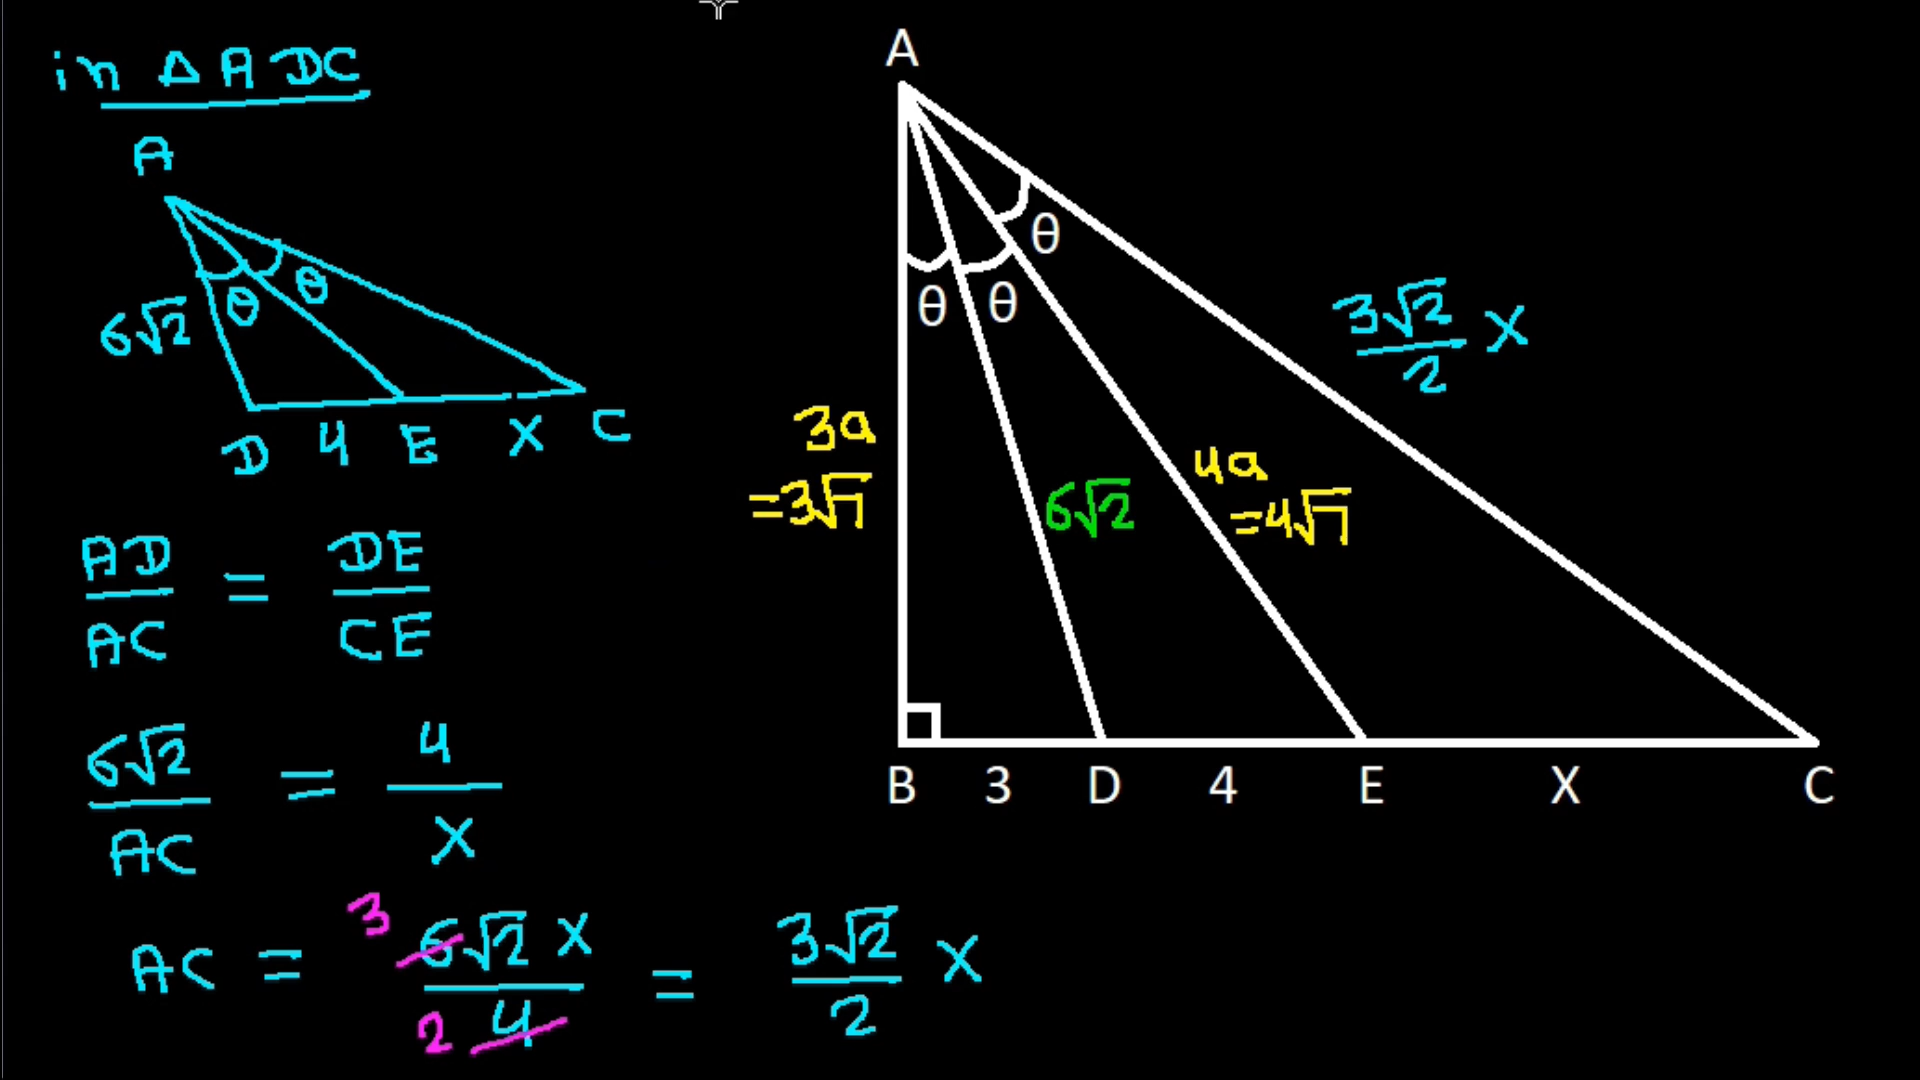 in △ADC
A
6√2 θ θ
D 4 E X C
AD/AC = DE/CE
6√2/AC = 4/X
AC = 3 6√2 X / 2 4 = 3√2/2 X
A
θ
θ θ
3√2/2 X
3a
=3√7
6√2
4a
=4√7
B 3 D 4 E X C